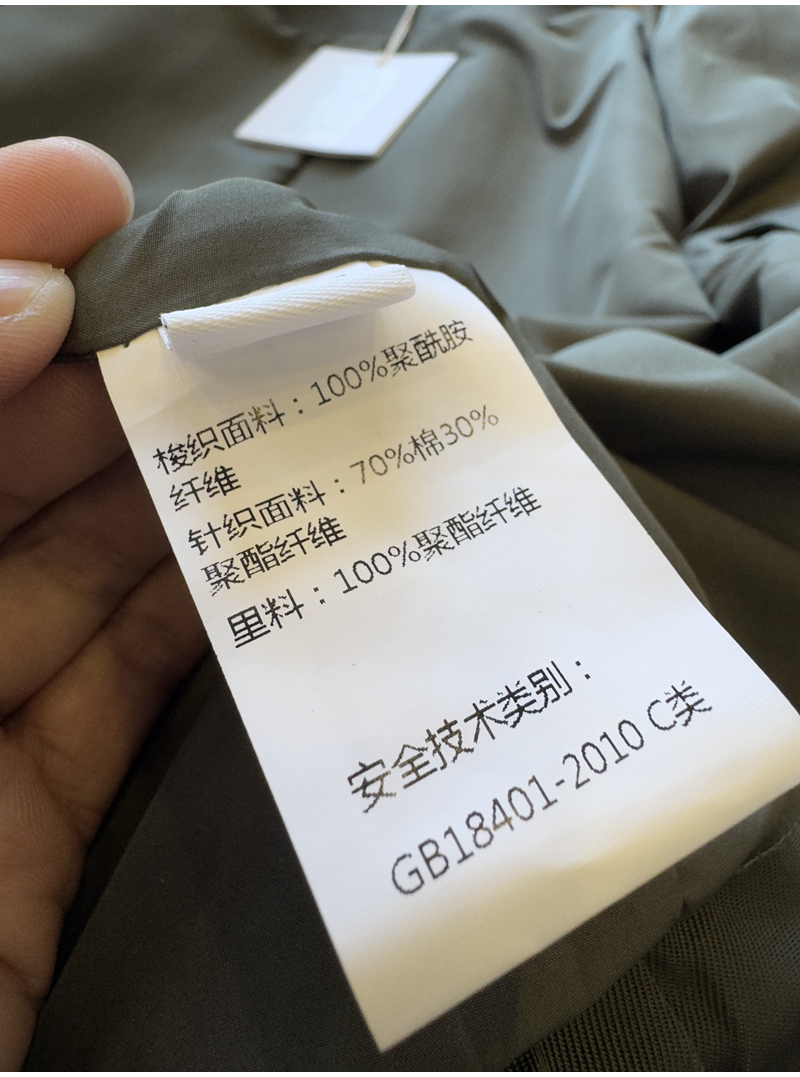 梭织面料：100%聚酰胺
纤维
针织面料：70%棉30%
聚酯纤维
里料：100%聚酯纤维
安全技术类别：
GB18401-2010 C类